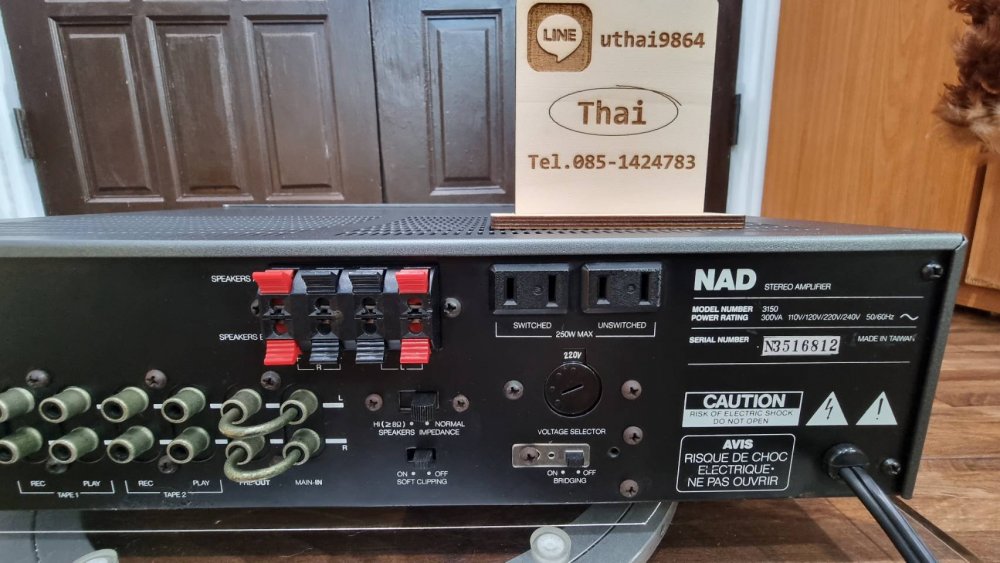 LINE
uthai9864
Thai
Tel.085-1424783
SPEAKERS
SPEAKERS B
R
SWITCHED
UNSWITCHED
250W MAX
220V
VOLTAGE SELECTOR
ON OFF
BRIDGING
HI (≥8Ω) NORMAL
SPEAKERS IMPEDANCE
ON OFF
SOFT CLIPPING
L
R
REC PLAY REC PLAY PRE-OUT MAIN-IN
TAPE 1 TAPE 2
NAD STEREO AMPLIFIER
MODEL NUMBER 3150
POWER RATING 300VA 110V/120V/220V/240V 50/60Hz
SERIAL NUMBER N3516812 MADE IN TAIWAN
CAUTION
RISK OF ELECTRIC SHOCK
DO NOT OPEN
AVIS
RISQUE DE CHOC
ELECTRIQUE·
NE PAS OUVRIR